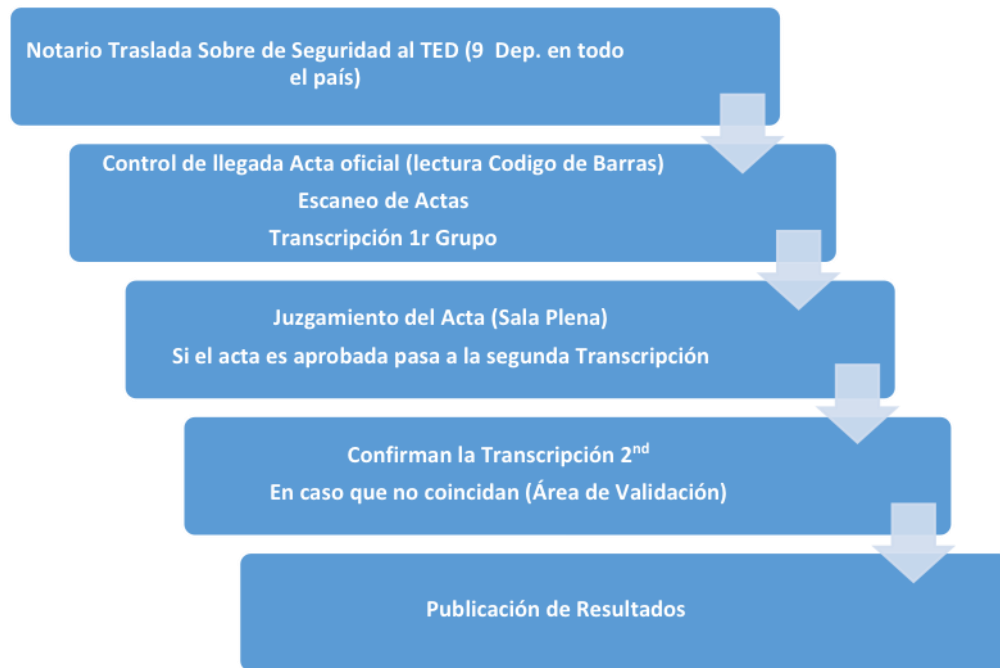 Notario Traslada Sobre de Seguridad al TED (9 Dep. en todo
el país)
Control de llegada Acta oficial (lectura Codigo de Barras)
Escaneo de Actas
Transcripción 1r Grupo
Juzgamiento del Acta (Sala Plena)
Si el acta es aprobada pasa a la segunda Transcripción
Confirman la Transcripción 2nd
En caso que no coincidan (Área de Validación)
Publicación de Resultados